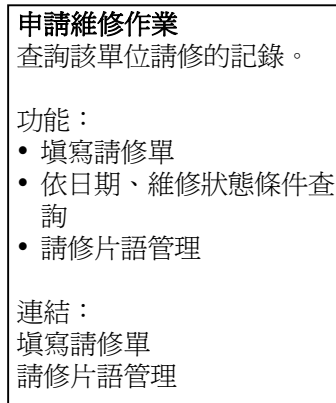 申請維修作業
查詢該單位請修的記錄。
功能：
• 填寫請修單
• 依日期、維修狀態條件查
詢
• 請修片語管理
連結：
填寫請修單
請修片語管理